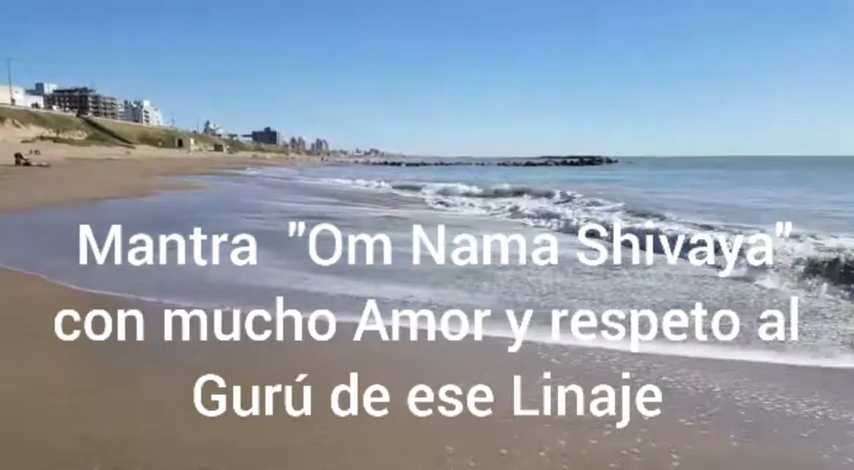 Mantra "Om Nama Shivaya"
con mucho Amor y respeto al
Gurú de ese Linaje